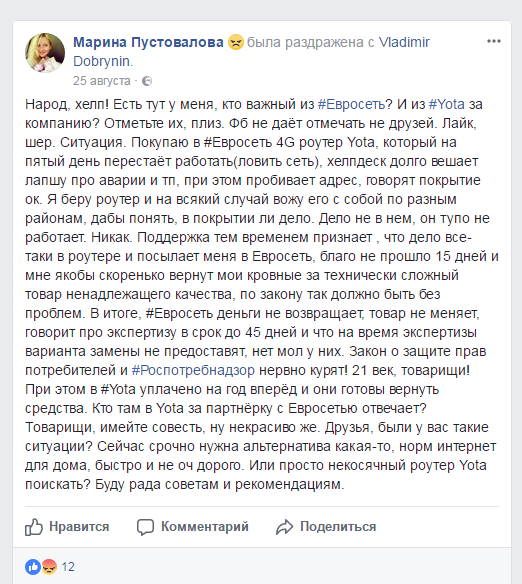 Марина Пустовалова была раздражена с Vladimir
Dobrynin.
25 августа ·
Народ, хелп! Есть тут у меня, кто важный из #Евросеть? И из #Yota за
компанию? Отметьте их, плиз. Фб не даёт отмечать не друзей. Лайк,
шер. Ситуация. Покупаю в #Евросеть 4G роутер Yota, который на
пятый день перестаёт работать(ловить сеть), хелпдеск долго вешает
лапшу про аварии и тп, при этом пробивает адрес, говорят покрытие
ок. Я беру роутер и на всякий случай вожу его с собой по разным
районам, дабы понять, в покрытии ли дело. Дело не в нем, он тупо не
работает. Никак. Поддержка тем временем признает , что дело все-
таки в роутере и посылает меня в Евросеть, благо не прошло 15 дней и
мне якобы скоренько вернут мои кровные за технически сложный
товар ненадлежащего качества, по закону так должно быть без
проблем. В итоге, #Евросеть деньги не возвращает, товар не меняет,
говорит про экспертизу в срок до 45 дней и что на время экспертизы
варианта замены не предоставят, нет мол у них. Закон о защите прав
потребителей и #Роспотребнадзор нервно курят! 21 век, товарищи!
При этом в #Yota уплачено на год вперёд и они готовы вернуть
средства. Кто там в Yota за партнёрку с Евросетью отвечает?
Товарищи, имейте совесть, ну некрасиво же. Друзья, были у вас такие
ситуации? Сейчас срочно нужна альтернатива какая-то, норм интернет
для дома, быстро и не оч дорого. Или просто некосячный роутер Yota
поискать? Буду рада советам и рекомендациям.
Нравится Комментарий Поделиться
12